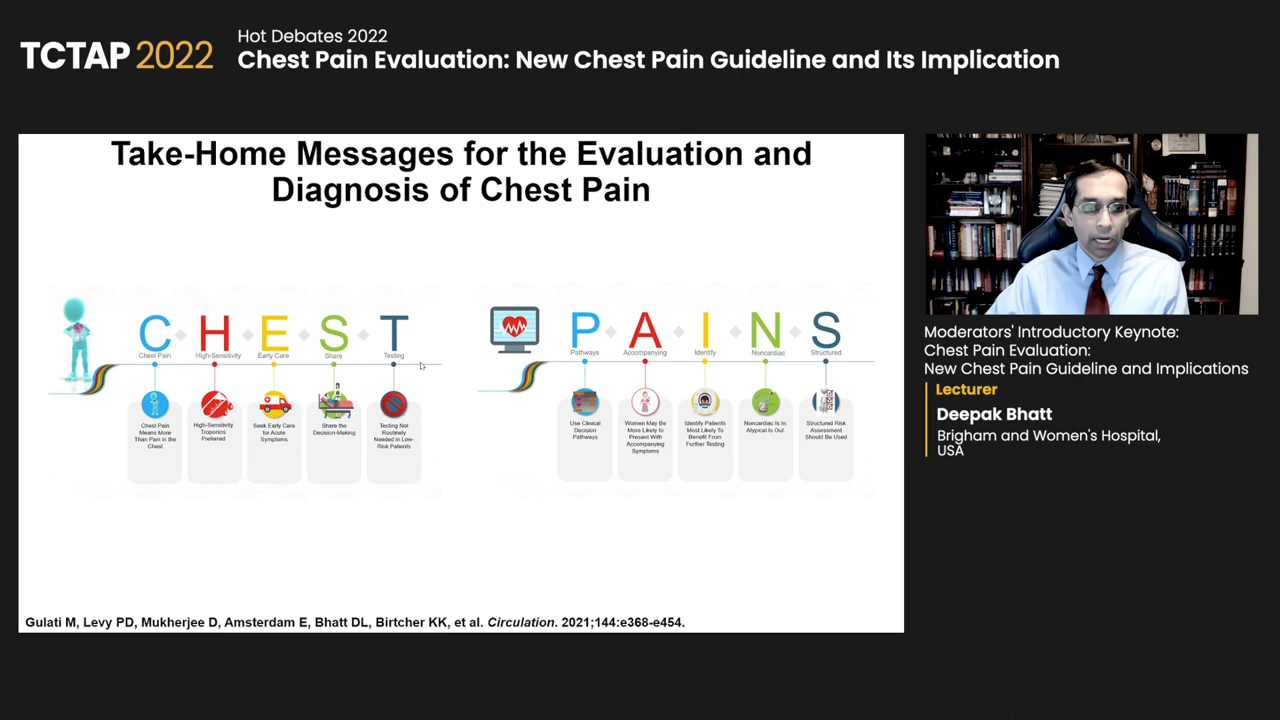 TCTAP 2022
Hot Debates 2022
Chest Pain Evaluation: New Chest Pain Guideline and Its Implication
Take-Home Messages for the Evaluation and
Diagnosis of Chest Pain
C H E S T
Chest Pain High-Sensitivity Early Care Share Testing
Chest Pain
Means More
Than Pain in the
Chest
High-Sensitivity
Troponins
Preferred
Seek Early Care
for Acute
Symptoms
Share the
Decision-Making
Testing Not
Routinely
Needed in Low-
Risk Patients
P A I N S
Pathways Accompanying Identify Noncardiac Structured
Use Clinical
Decision
Pathways
Women May Be
More Likely to
Present With
Accompanying
Symptoms
Identify Patients
Most Likely To
Benefit From
Further Testing
Noncardiac Is In.
Atypical Is Out.
Structured Risk
Assessment
Should Be Used
Gulati M, Levy PD, Mukherjee D, Amsterdam E, Bhatt DL, Birtcher KK, et al. Circulation. 2021;144:e368-e454.
Moderators' Introductory Keynote:
Chest Pain Evaluation:
New Chest Pain Guideline and Implications
Lecturer
Deepak Bhatt
Brigham and Women's Hospital,
USA